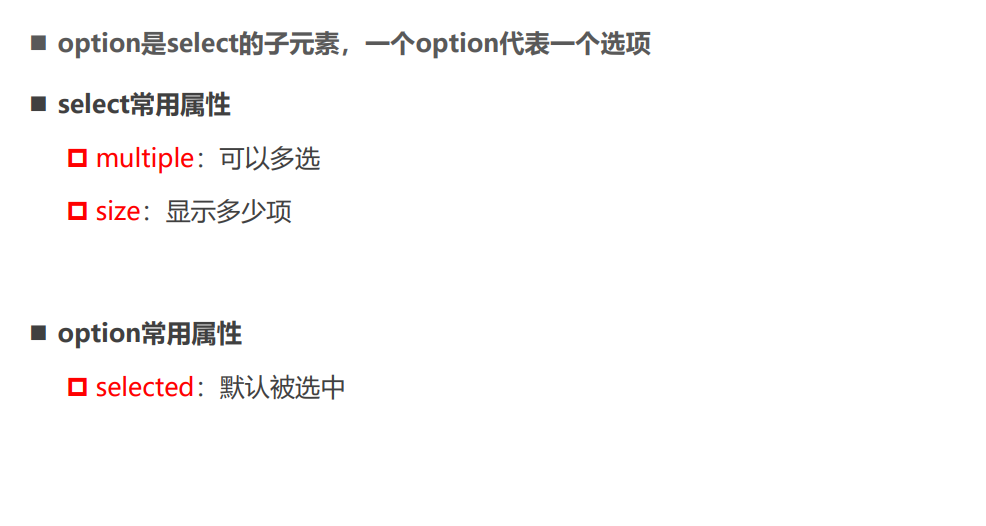 option是select的子元素，一个option代表一个选项
select常用属性
multiple：可以多选
size：显示多少项
option常用属性
selected：默认被选中